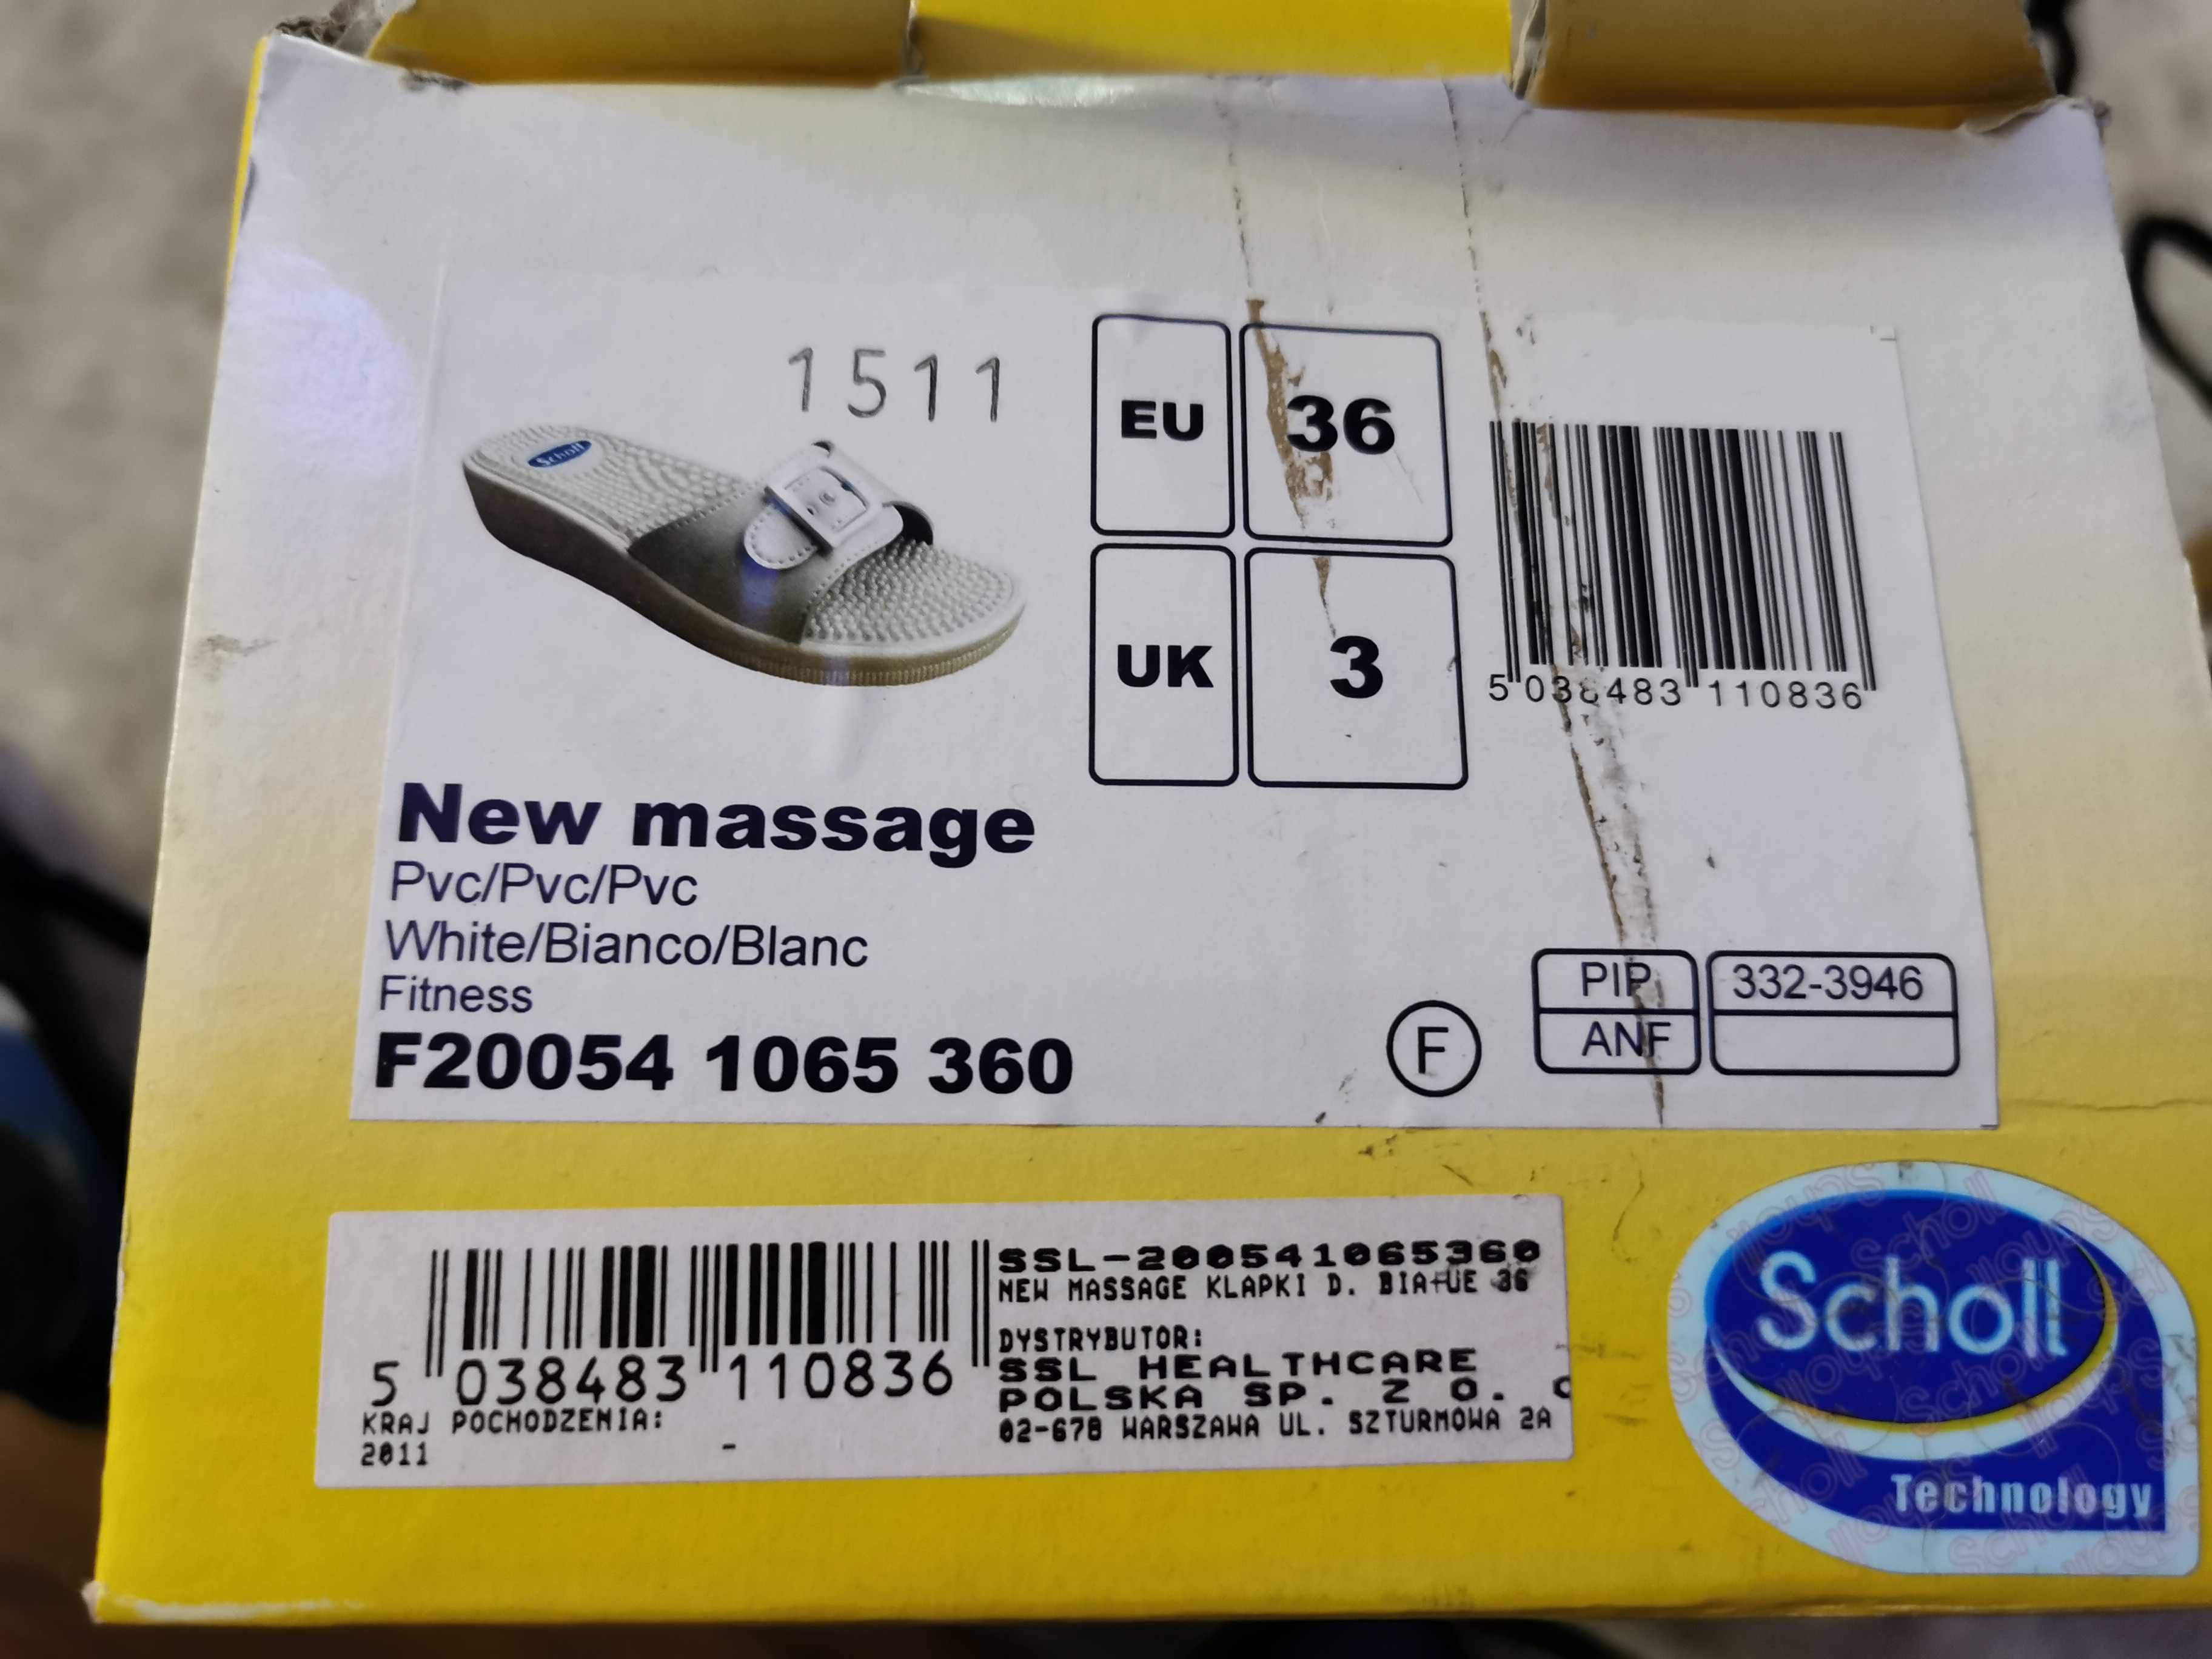 1511
Scholl
EU 36
UK 3
5 038483 110836
New massage
Pvc/Pvc/Pvc
White/Bianco/Blanc
Fitness
F20054 1065 360
F
PIP 332-3946
ANF
SSL-200541065360
NEW MASSAGE KLAPKI D. BIAŁUE 36
DYSTRYBUTOR:
SSL HEALTHCARE
POLSKA SP. Z O.
02-678 WARSZAWA UL. SZTURMOWA 2A
5 038483 110836
KRAJ POCHODZENIA:
2011 -
Scholl
Technology